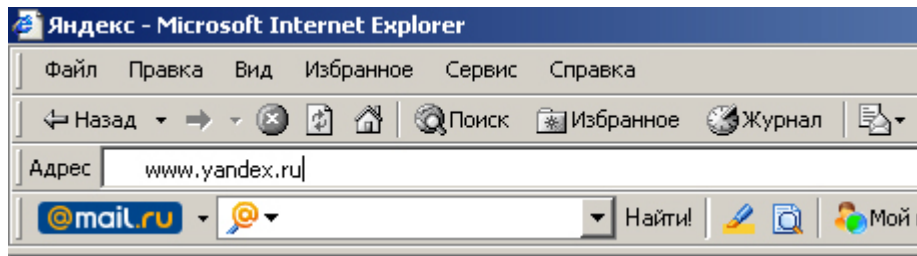 Яндекс - Microsoft Internet Explorer
Файл Правка Вид Избранное Сервис Справка
Назад Поиск Избранное Журнал
Адрес www.yandex.ru
@mail.ru Найти! Мой